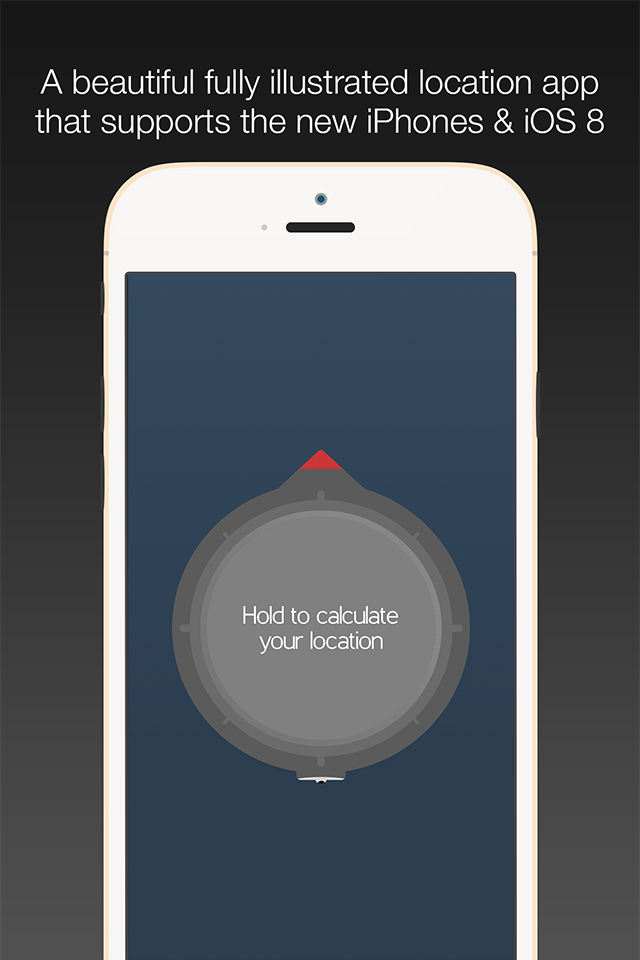 A beautiful fully illustrated location app
that supports the new iPhones & iOS 8
Hold to calculate
your location